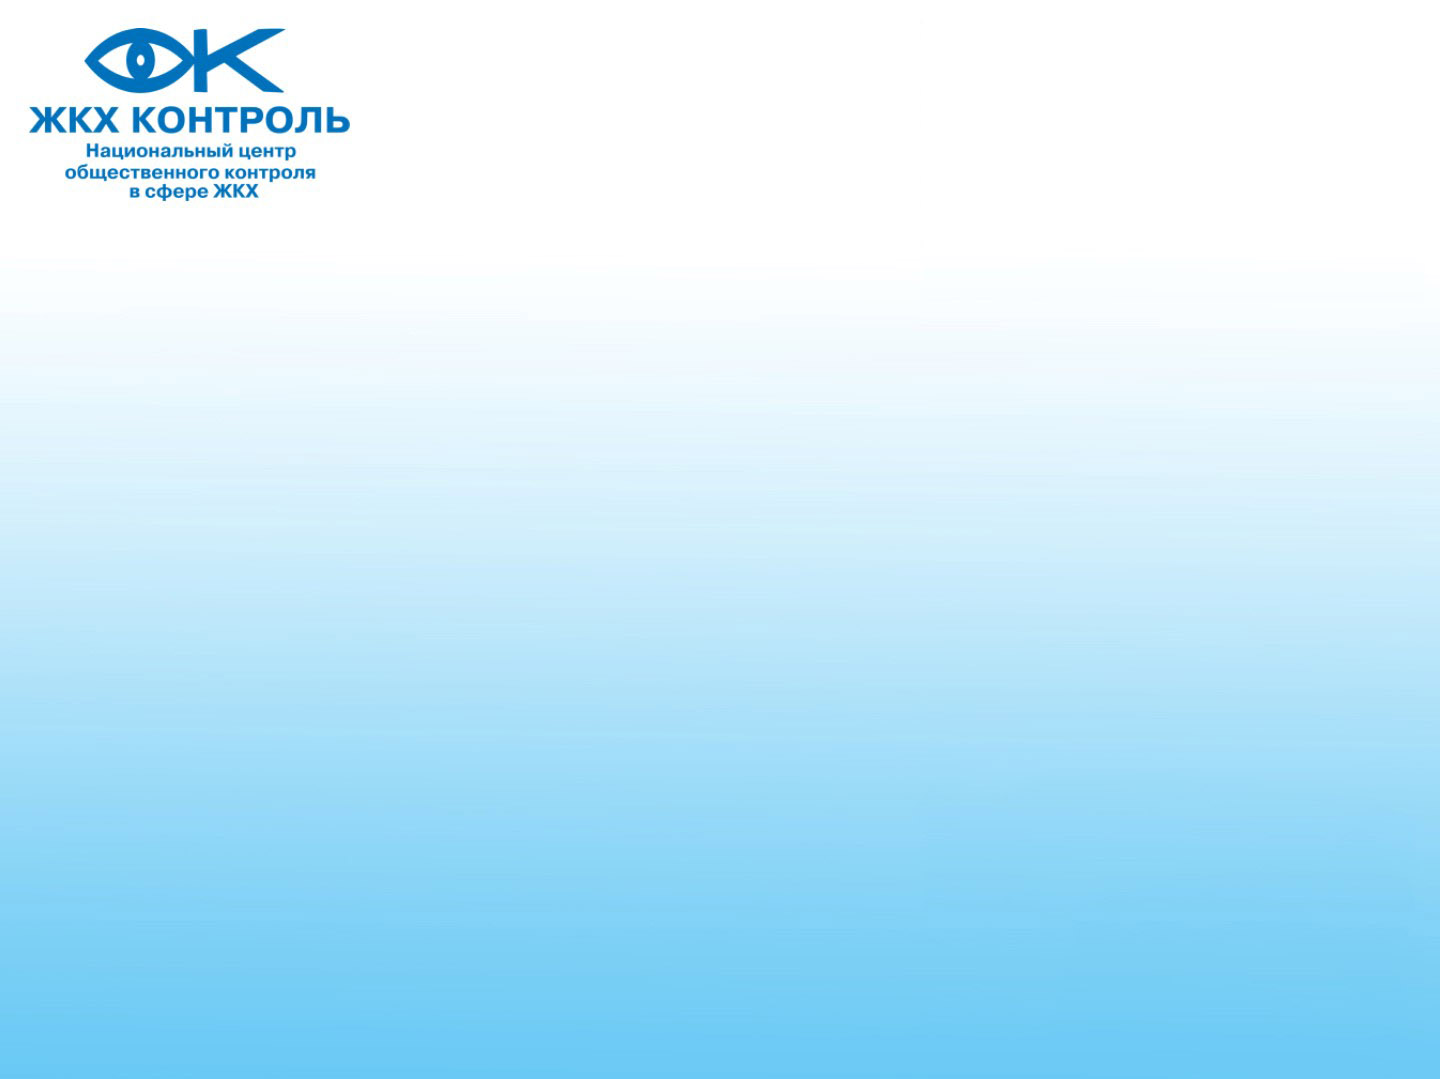 ЖКХ КОНТРОЛЬ
Национальный центр
общественного контроля
в сфере ЖКХ